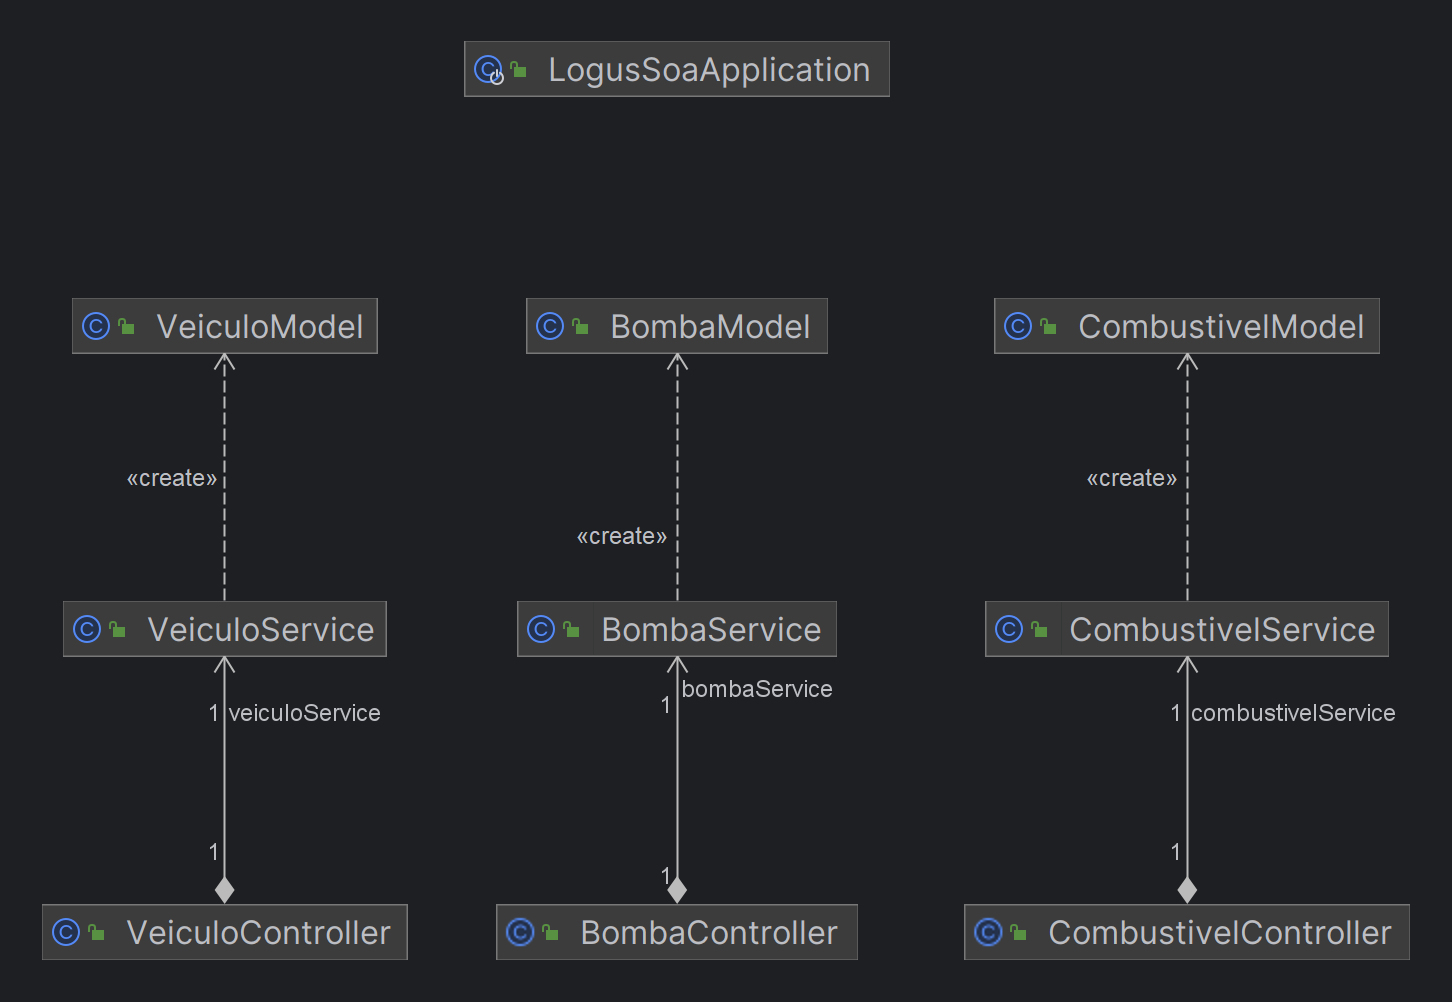 LogusSoaApplication
VeiculoModel
BombaModel
CombustivelModel
«create»
«create»
«create»
VeiculoService
BombaService
CombustivelService
1 veiculoService
1 bombaService
1 combustivelService
1
1
1
VeiculoController
BombaController
CombustivelController